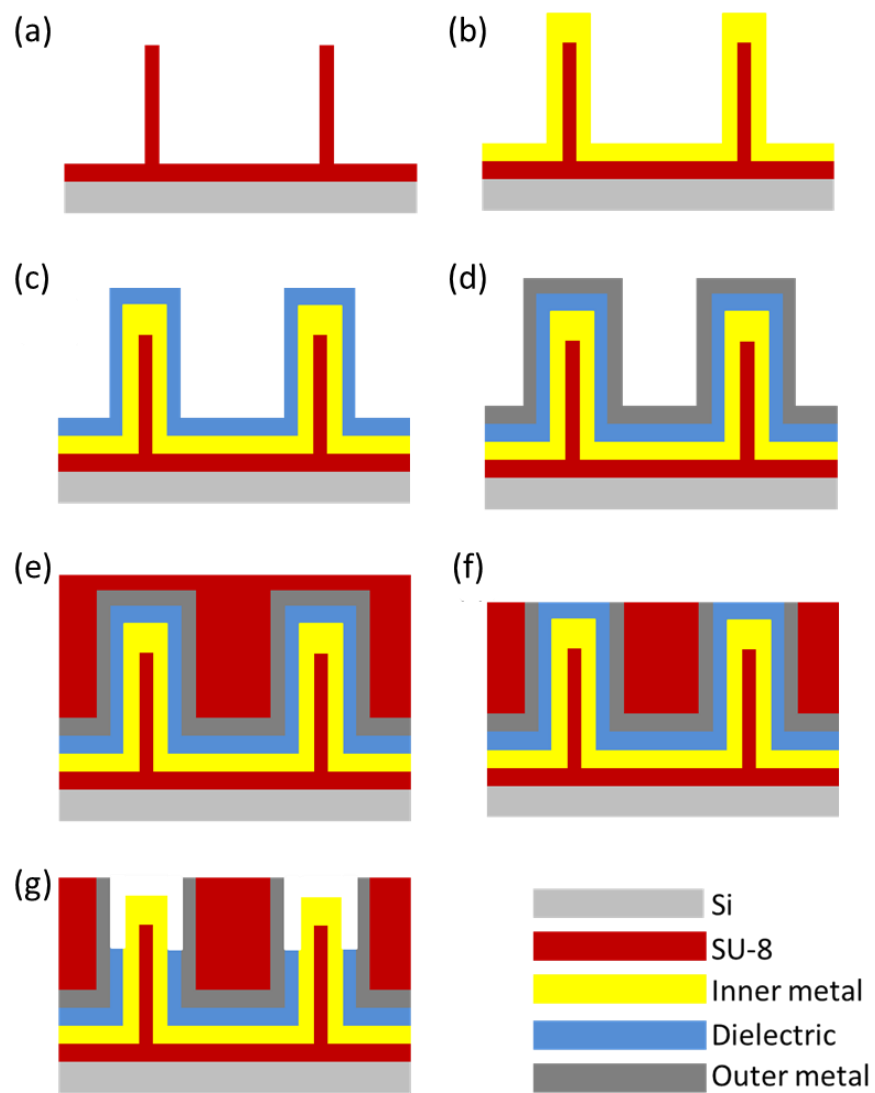 (a)
(b)
(c)
(d)
(e)
(f)
(g)
Si
SU-8
Inner metal
Dielectric
Outer metal